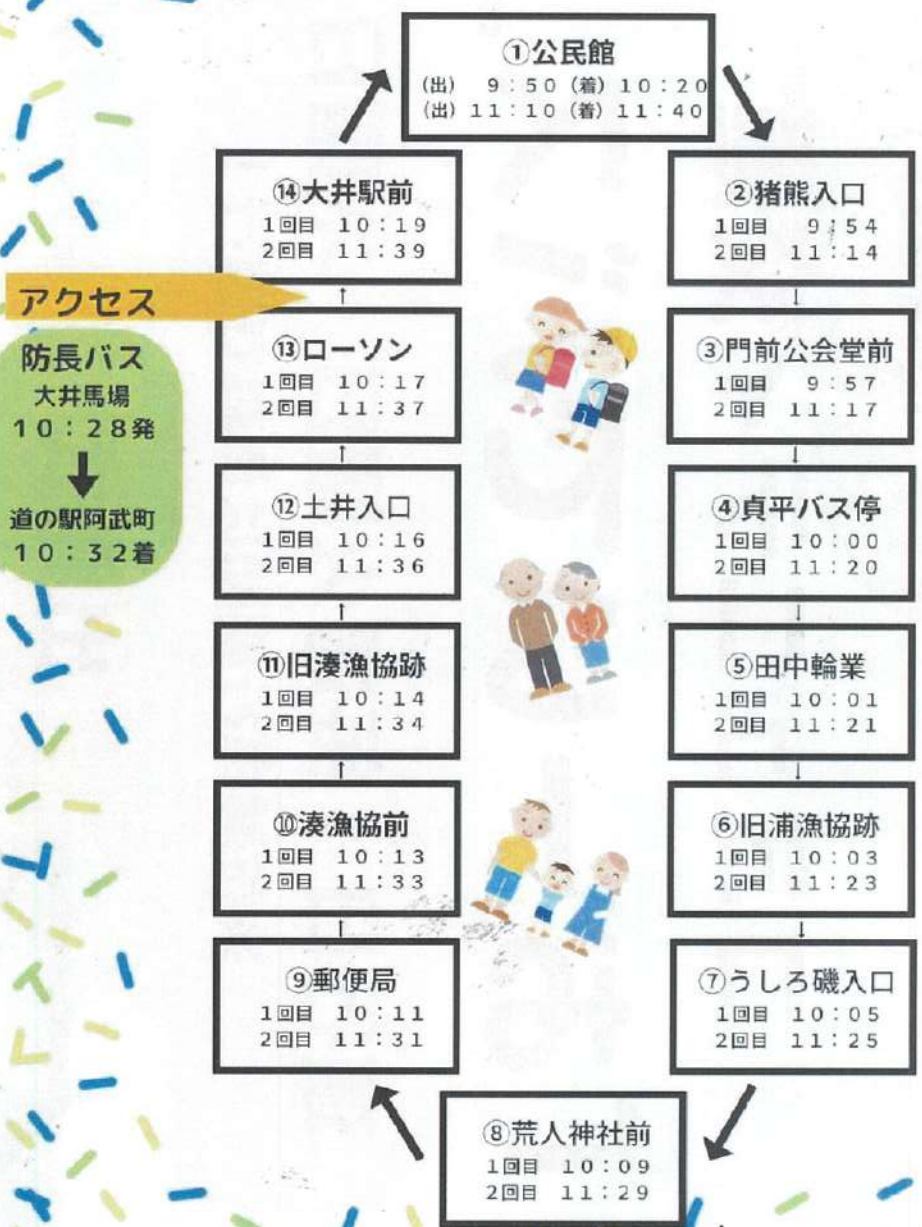 ①公民館
(出) 9:50 (着) 10:20
(出) 11:10 (着) 11:40
②猪熊入口
1回目 9:54
2回目 11:14
③門前公会堂前
1回目 9:57
2回目 11:17
④貞平バス停
1回目 10:00
2回目 11:20
⑤田中輪業
1回目 10:01
2回目 11:21
⑥旧浦漁協跡
1回目 10:03
2回目 11:23
⑦うしろ磯入口
1回目 10:05
2回目 11:25
⑧荒人神社前
1回目 10:09
2回目 11:29
⑨郵便局
1回目 10:11
2回目 11:31
⑩湊漁協前
1回目 10:13
2回目 11:33
⑪旧湊漁協跡
1回目 10:14
2回目 11:34
⑫土井入口
1回目 10:16
2回目 11:36
⑬ローソン
1回目 10:17
2回目 11:37
⑭大井駅前
1回目 10:19
2回目 11:39
アクセス
防長バス
大井馬場
10:28発
道の駅阿武町
10:32着